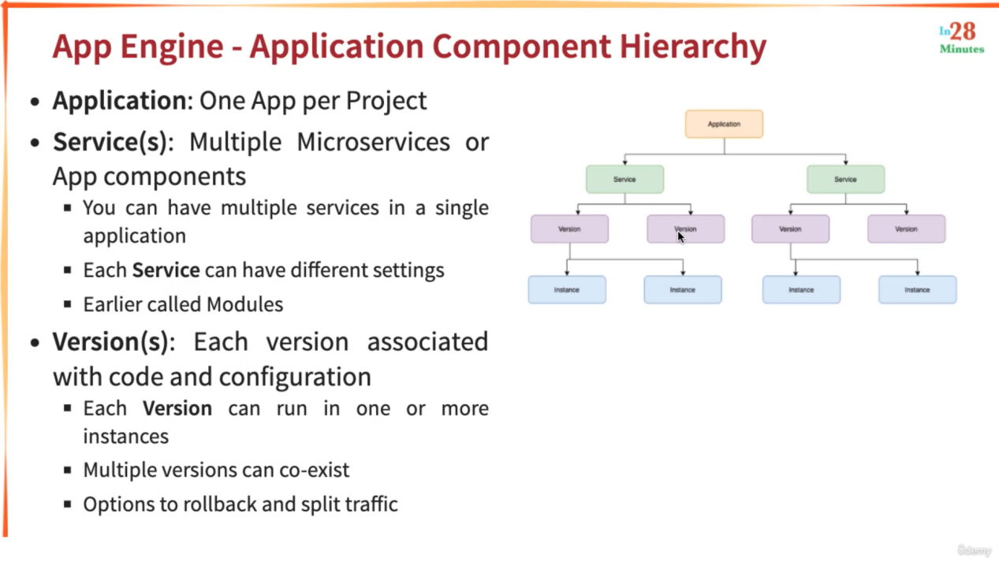 App Engine - Application Component Hierarchy
In28
Minutes
• Application: One App per Project
• Service(s): Multiple Microservices or
App components
▪ You can have multiple services in a single
application
▪ Each Service can have different settings
▪ Earlier called Modules
• Version(s): Each version associated
with code and configuration
▪ Each Version can run in one or more
instances
▪ Multiple versions can co-exist
▪ Options to rollback and split traffic
Application
Service
Service
Version
Version
Version
Version
Instance
Instance
Instance
Instance
ûdemy